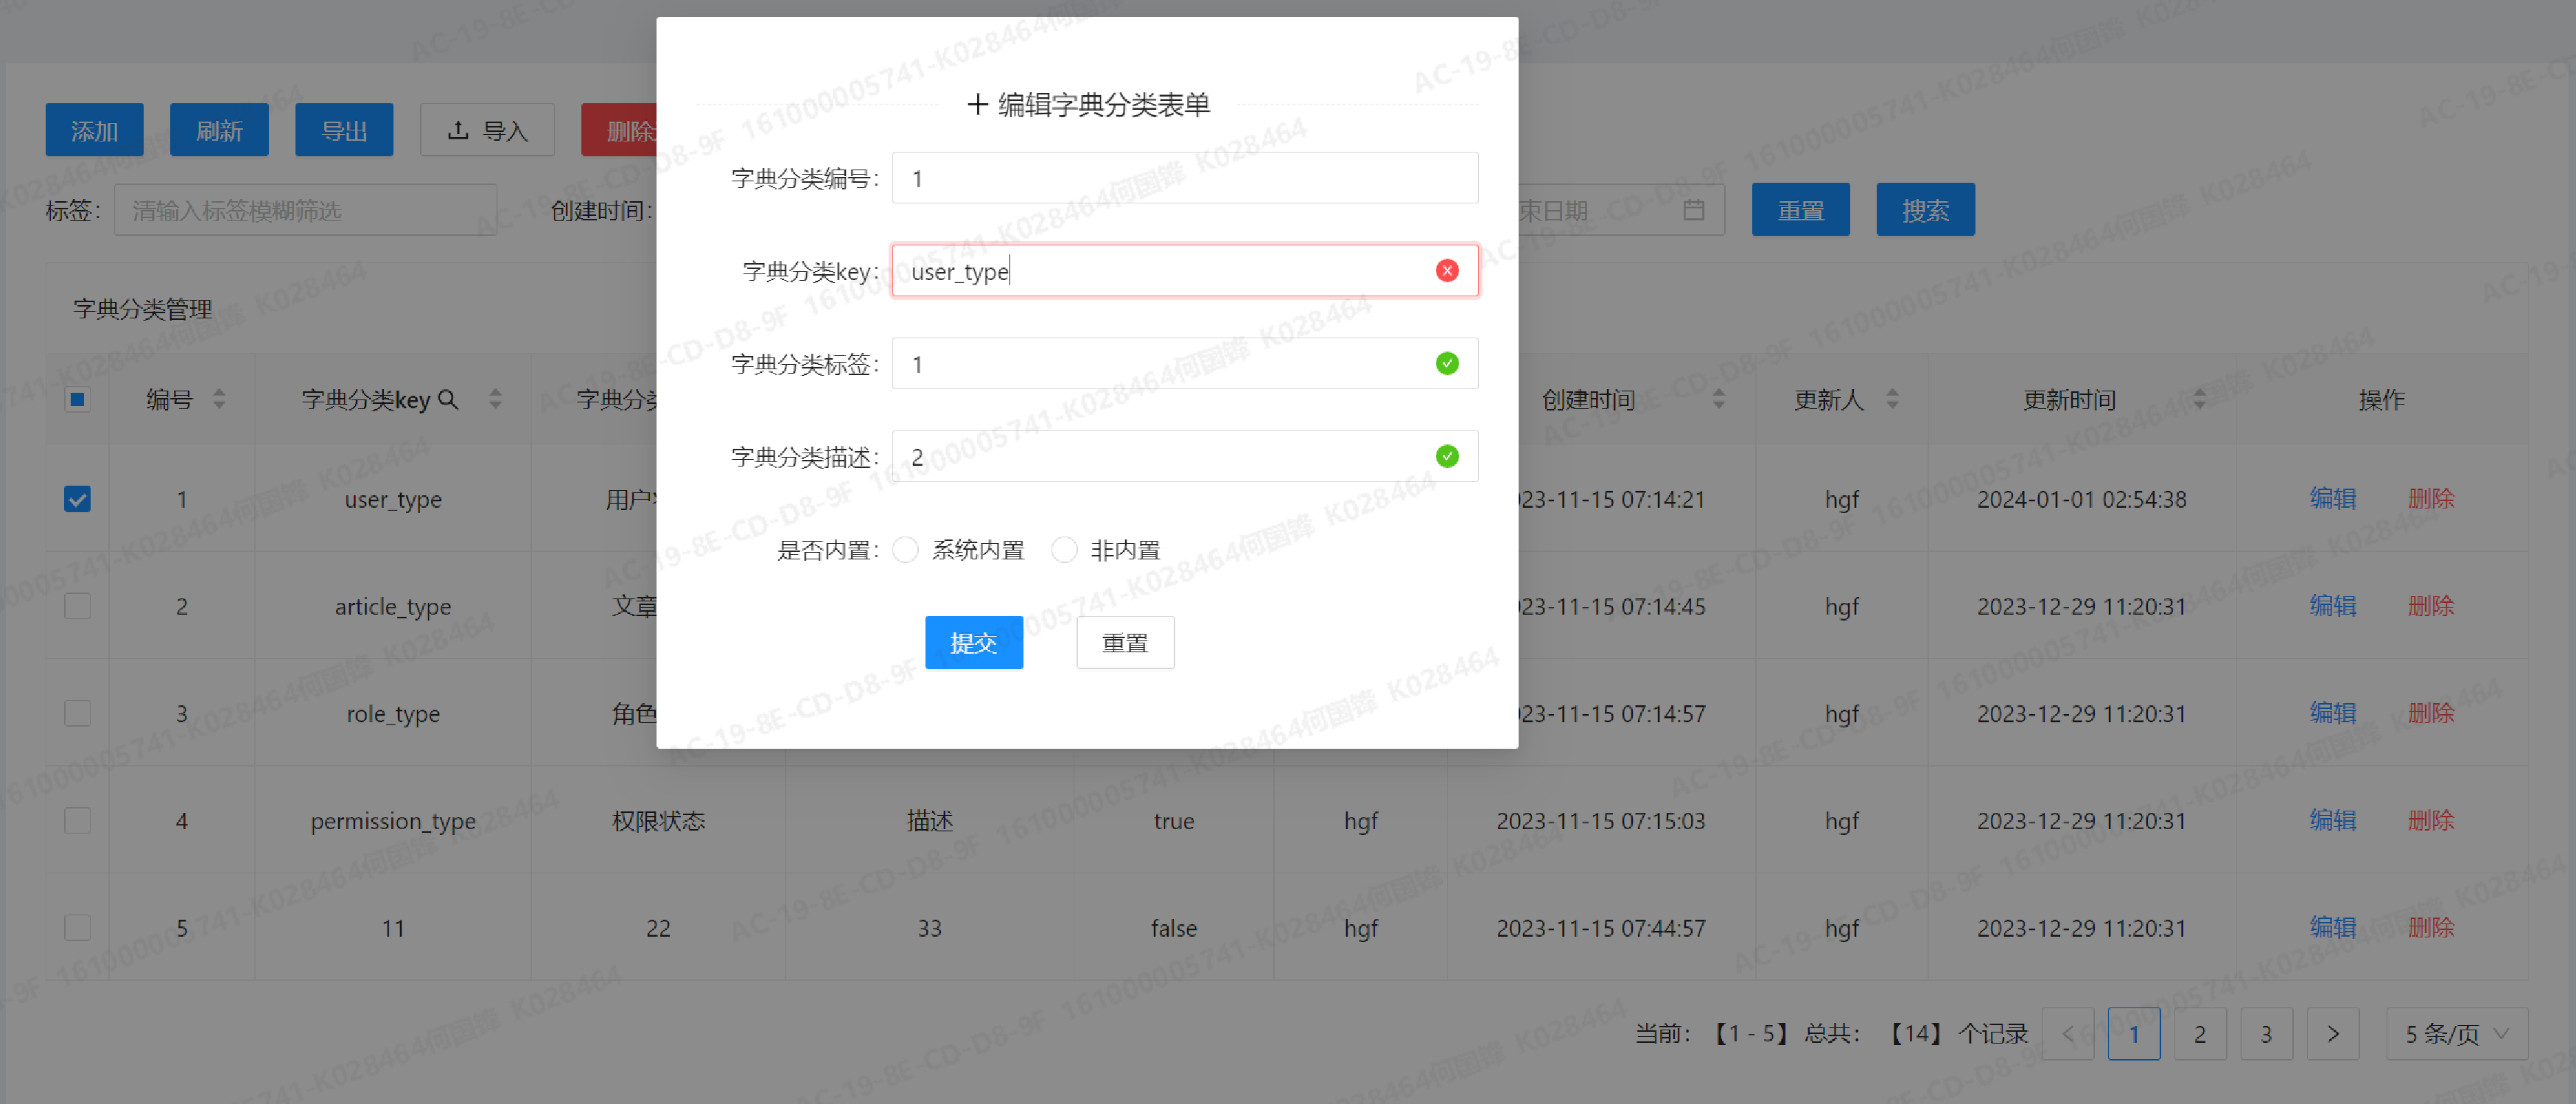 添加 刷新 导出 导入 删除
标签: 清输入标签模糊筛选 创建时间: 束日期 重置 搜索
字典分类管理
编号 字典分类key 字典分类 创建时间 更新人 更新时间 操作
1 user_type 用户 23-11-15 07:14:21 hgf 2024-01-01 02:54:38 编辑 删除
2 article_type 文章 23-11-15 07:14:45 hgf 2023-12-29 11:20:31 编辑 删除
3 role_type 角色 23-11-15 07:14:57 hgf 2023-12-29 11:20:31 编辑 删除
4 permission_type 权限状态 描述 true hgf 2023-11-15 07:15:03 hgf 2023-12-29 11:20:31 编辑 删除
5 11 22 33 false hgf 2023-11-15 07:44:57 hgf 2023-12-29 11:20:31 编辑 删除
当前: 【1 - 5】 总共: 【14】 个记录 < 1 2 3 > 5 条/页
编辑字典分类表单
字典分类编号: 1
字典分类key: user_type
字典分类标签: 1
字典分类描述: 2
是否内置: 系统内置 非内置
提交 重置
AC-19-8E-CD-D8-9F 161000005741-K028464何国锋 K028464